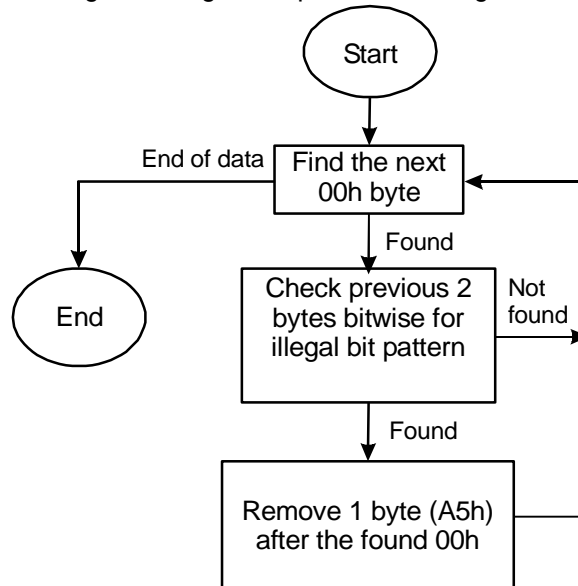 Start
End of data
Find the next
00h byte
Found
Check previous 2
bytes bitwise for
illegal bit pattern
Not
found
End
Found
Remove 1 byte (A5h)
after the found 00h